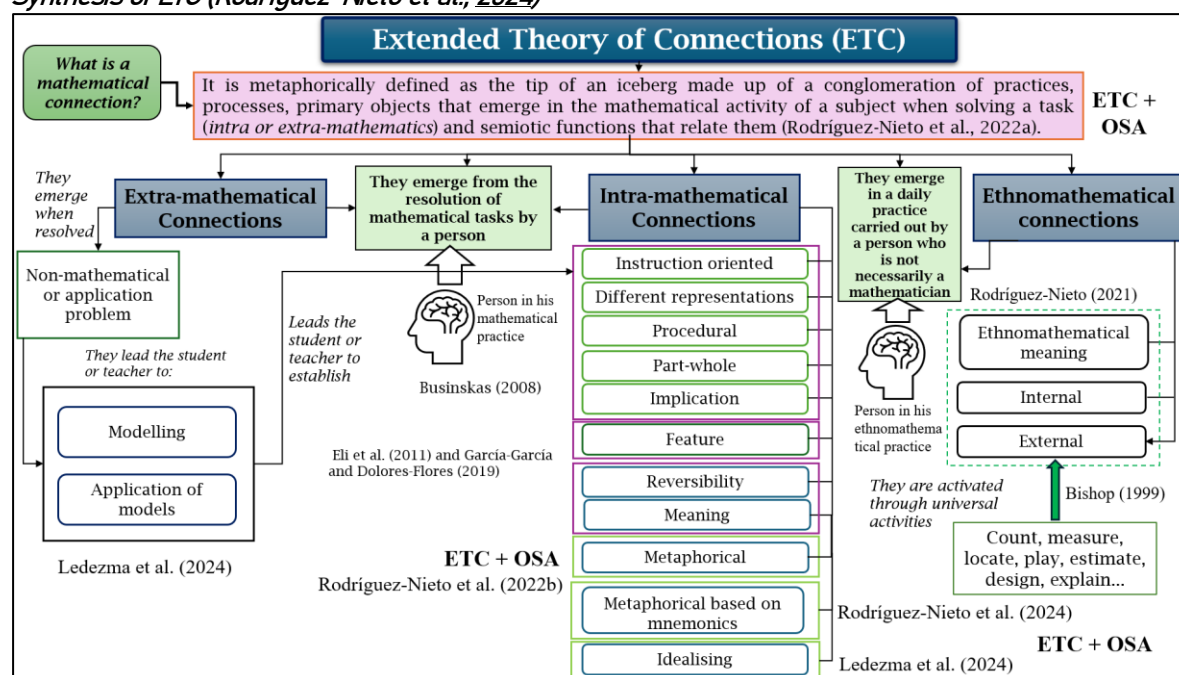 Synthesis of ETC (Rodríguez-Nieto et al., 2024)
Extended Theory of Connections (ETC)
What is a
mathematical
connection?
It is metaphorically defined as the tip of an iceberg made up of a conglomeration of practices,
processes, primary objects that emerge in the mathematical activity of a subject when solving a task
(intra or extra-mathematics) and semiotic functions that relate them (Rodríguez-Nieto et al., 2022a).
ETC +
OSA
They
emerge
when
resolved
Extra-mathematical
Connections
They emerge from the
resolution of
mathematical tasks by
a person
Intra-mathematical
Connections
They emerge
in a daily
practice
carried out by
a person who
is not
necessarily a
mathematician
Ethnomathematical
connections
Non-mathematical
or application
problem
They lead the student
or teacher to:
Modelling
Application of
models
Ledezma et al. (2024)
Leads the
student or
teacher to
establish
Person in his
mathematical
practice
Businskas (2008)
Eli et al. (2011) and García-García
and Dolores-Flores (2019)
ETC + OSA
Rodríguez-Nieto et al. (2022b)
Instruction oriented
Different representations
Procedural
Part-whole
Implication
Feature
Reversibility
Meaning
Metaphorical
Metaphorical based on
mnemonics
Idealising
Person in his
ethnomathema
tical practice
Rodríguez-Nieto (2021)
Ethnomathematical
meaning
Internal
External
They are activated
through universal
activities
Bishop (1999)
Count, measure,
locate, play, estimate,
design, explain...
Rodríguez-Nieto et al. (2024)
ETC + OSA
Ledezma et al. (2024)